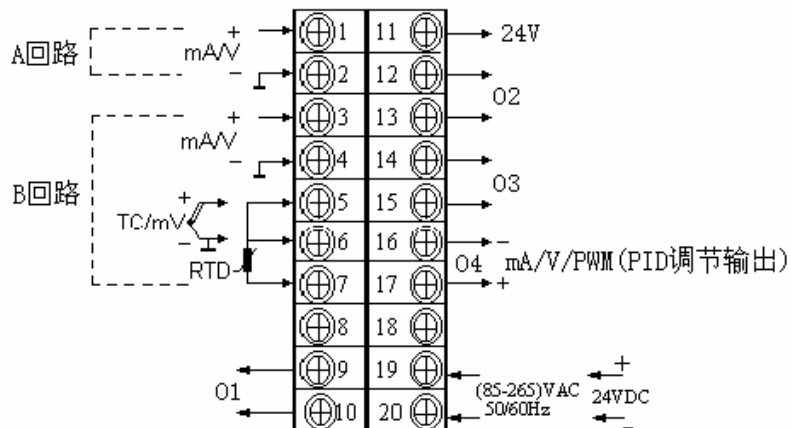 + 1 11 24V
A回路 mA/V
− 2 12
O2
+ 3 13
mA/V
− 4 14
B回路 O3
+ 5 15
TC/mV
− 6 16 −
RTD O4 mA/V/PWM(PID调节输出)
7 17 +
8 18
9 19 +
O1 (85-265)VAC 24VDC
50/60Hz
10 20 −